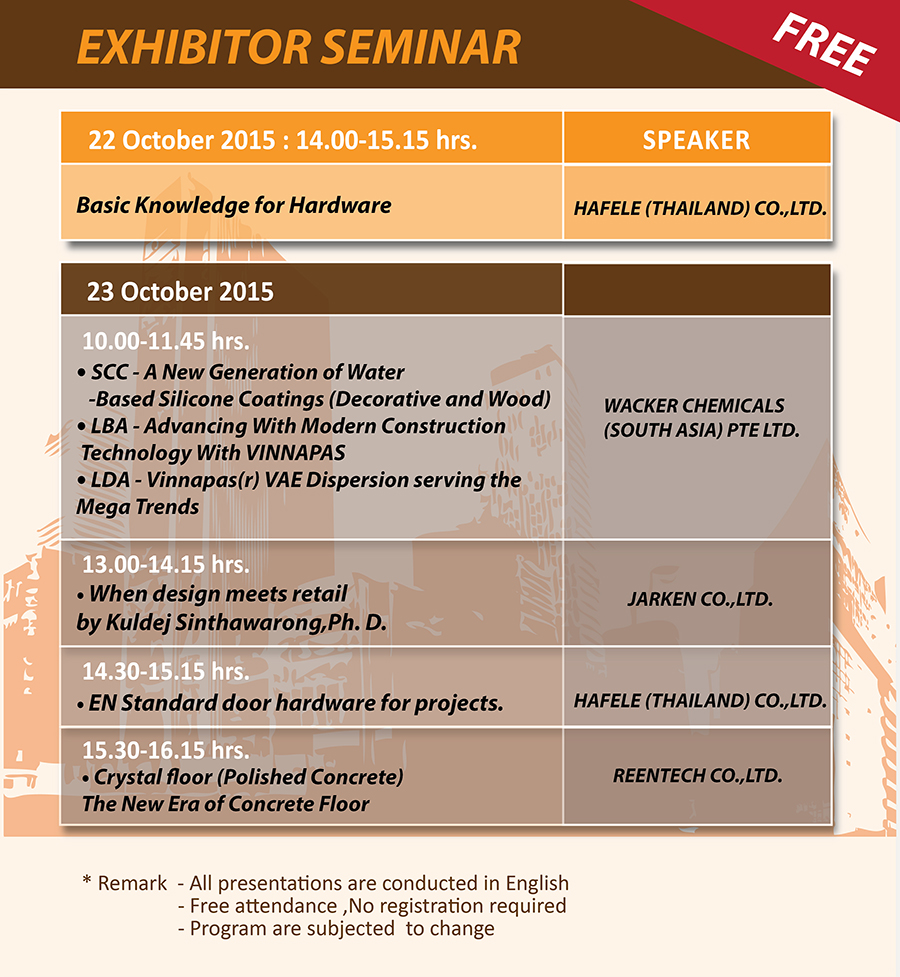 EXHIBITOR SEMINAR
FREE
22 October 2015 : 14.00-15.15 hrs.
SPEAKER
Basic Knowledge for Hardware
HAFELE (THAILAND) CO.,LTD.
23 October 2015
10.00-11.45 hrs.
• SCC - A New Generation of Water
-Based Silicone Coatings (Decorative and Wood)
• LBA - Advancing With Modern Construction
Technology With VINNAPAS
• LDA - Vinnapas(r) VAE Dispersion serving the
Mega Trends
WACKER CHEMICALS
(SOUTH ASIA) PTE LTD.
13.00-14.15 hrs.
• When design meets retail
by Kuldej Sinthawarong,Ph. D.
JARKEN CO.,LTD.
14.30-15.15 hrs.
• EN Standard door hardware for projects.
HAFELE (THAILAND) CO.,LTD.
15.30-16.15 hrs.
• Crystal floor (Polished Concrete)
The New Era of Concrete Floor
REENTECH CO.,LTD.
* Remark - All presentations are conducted in English
- Free attendance ,No registration required
- Program are subjected to change